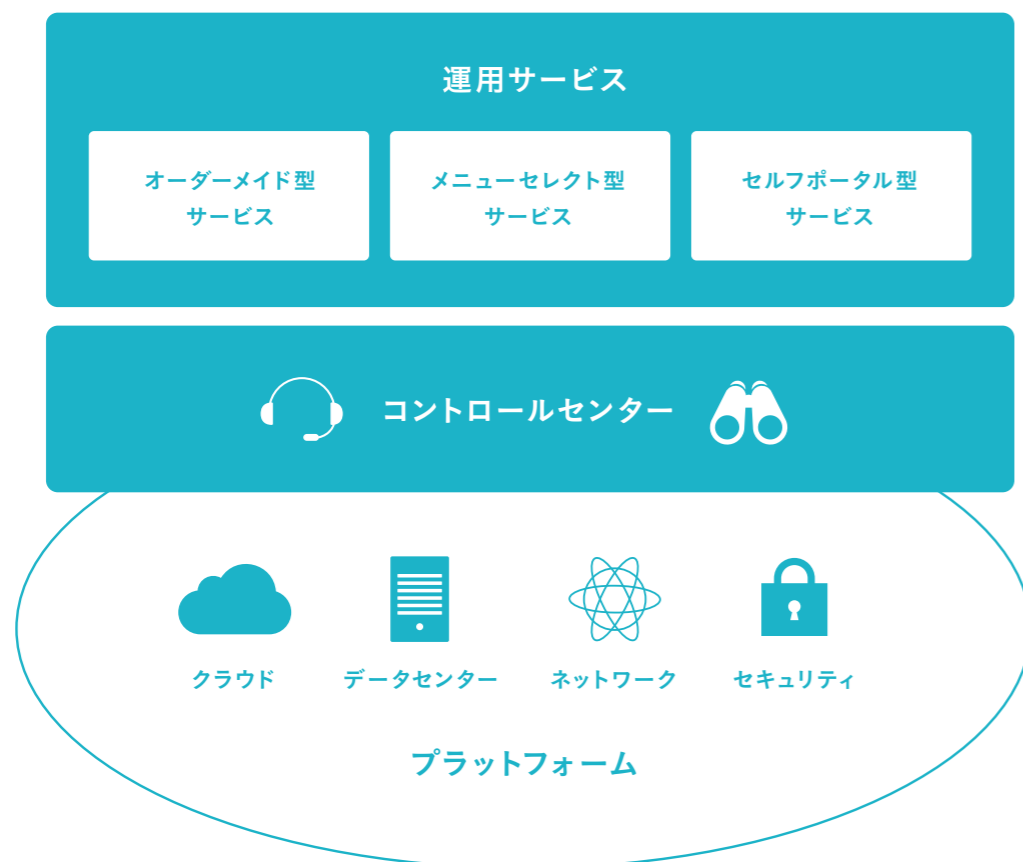 運用サービス
オーダーメイド型
サービス
メニューセレクト型
サービス
セルフポータル型
サービス
コントロールセンター
クラウド
データセンター
ネットワーク
セキュリティ
プラットフォーム